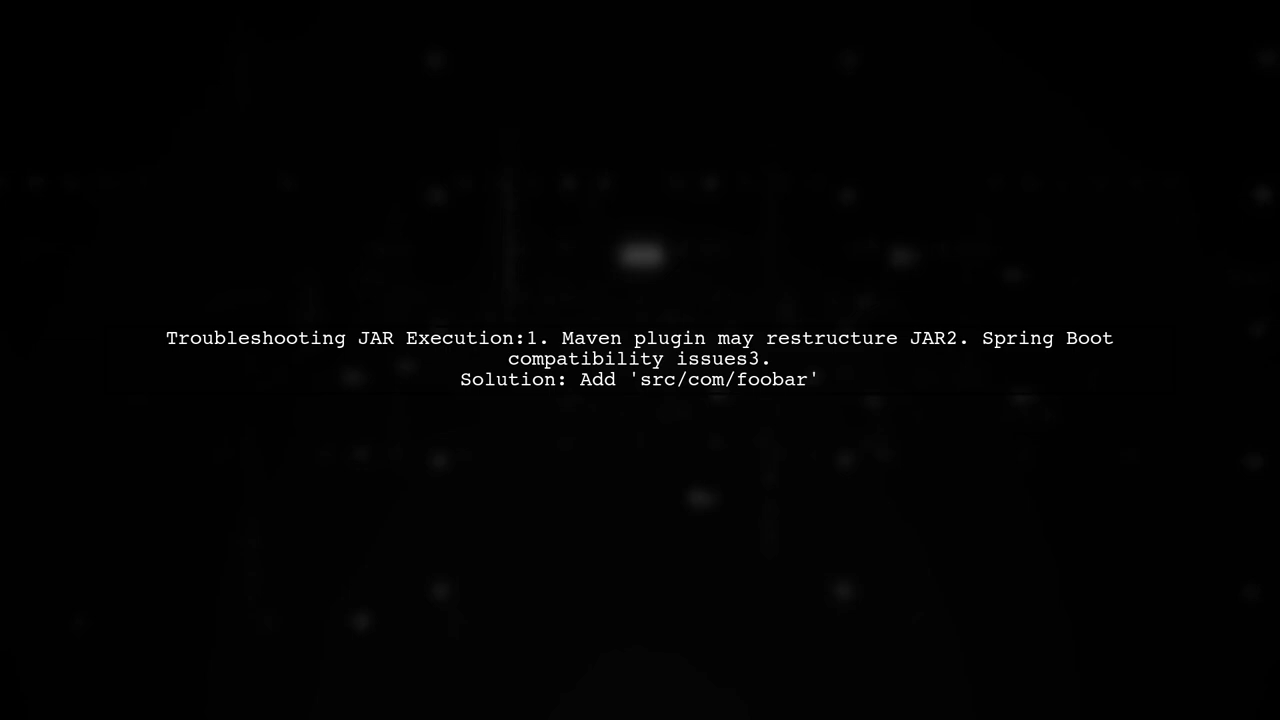 Troubleshooting JAR Execution:1. Maven plugin may restructure JAR2. Spring Boot
compatibility issues3.
Solution: Add 'src/com/foobar'